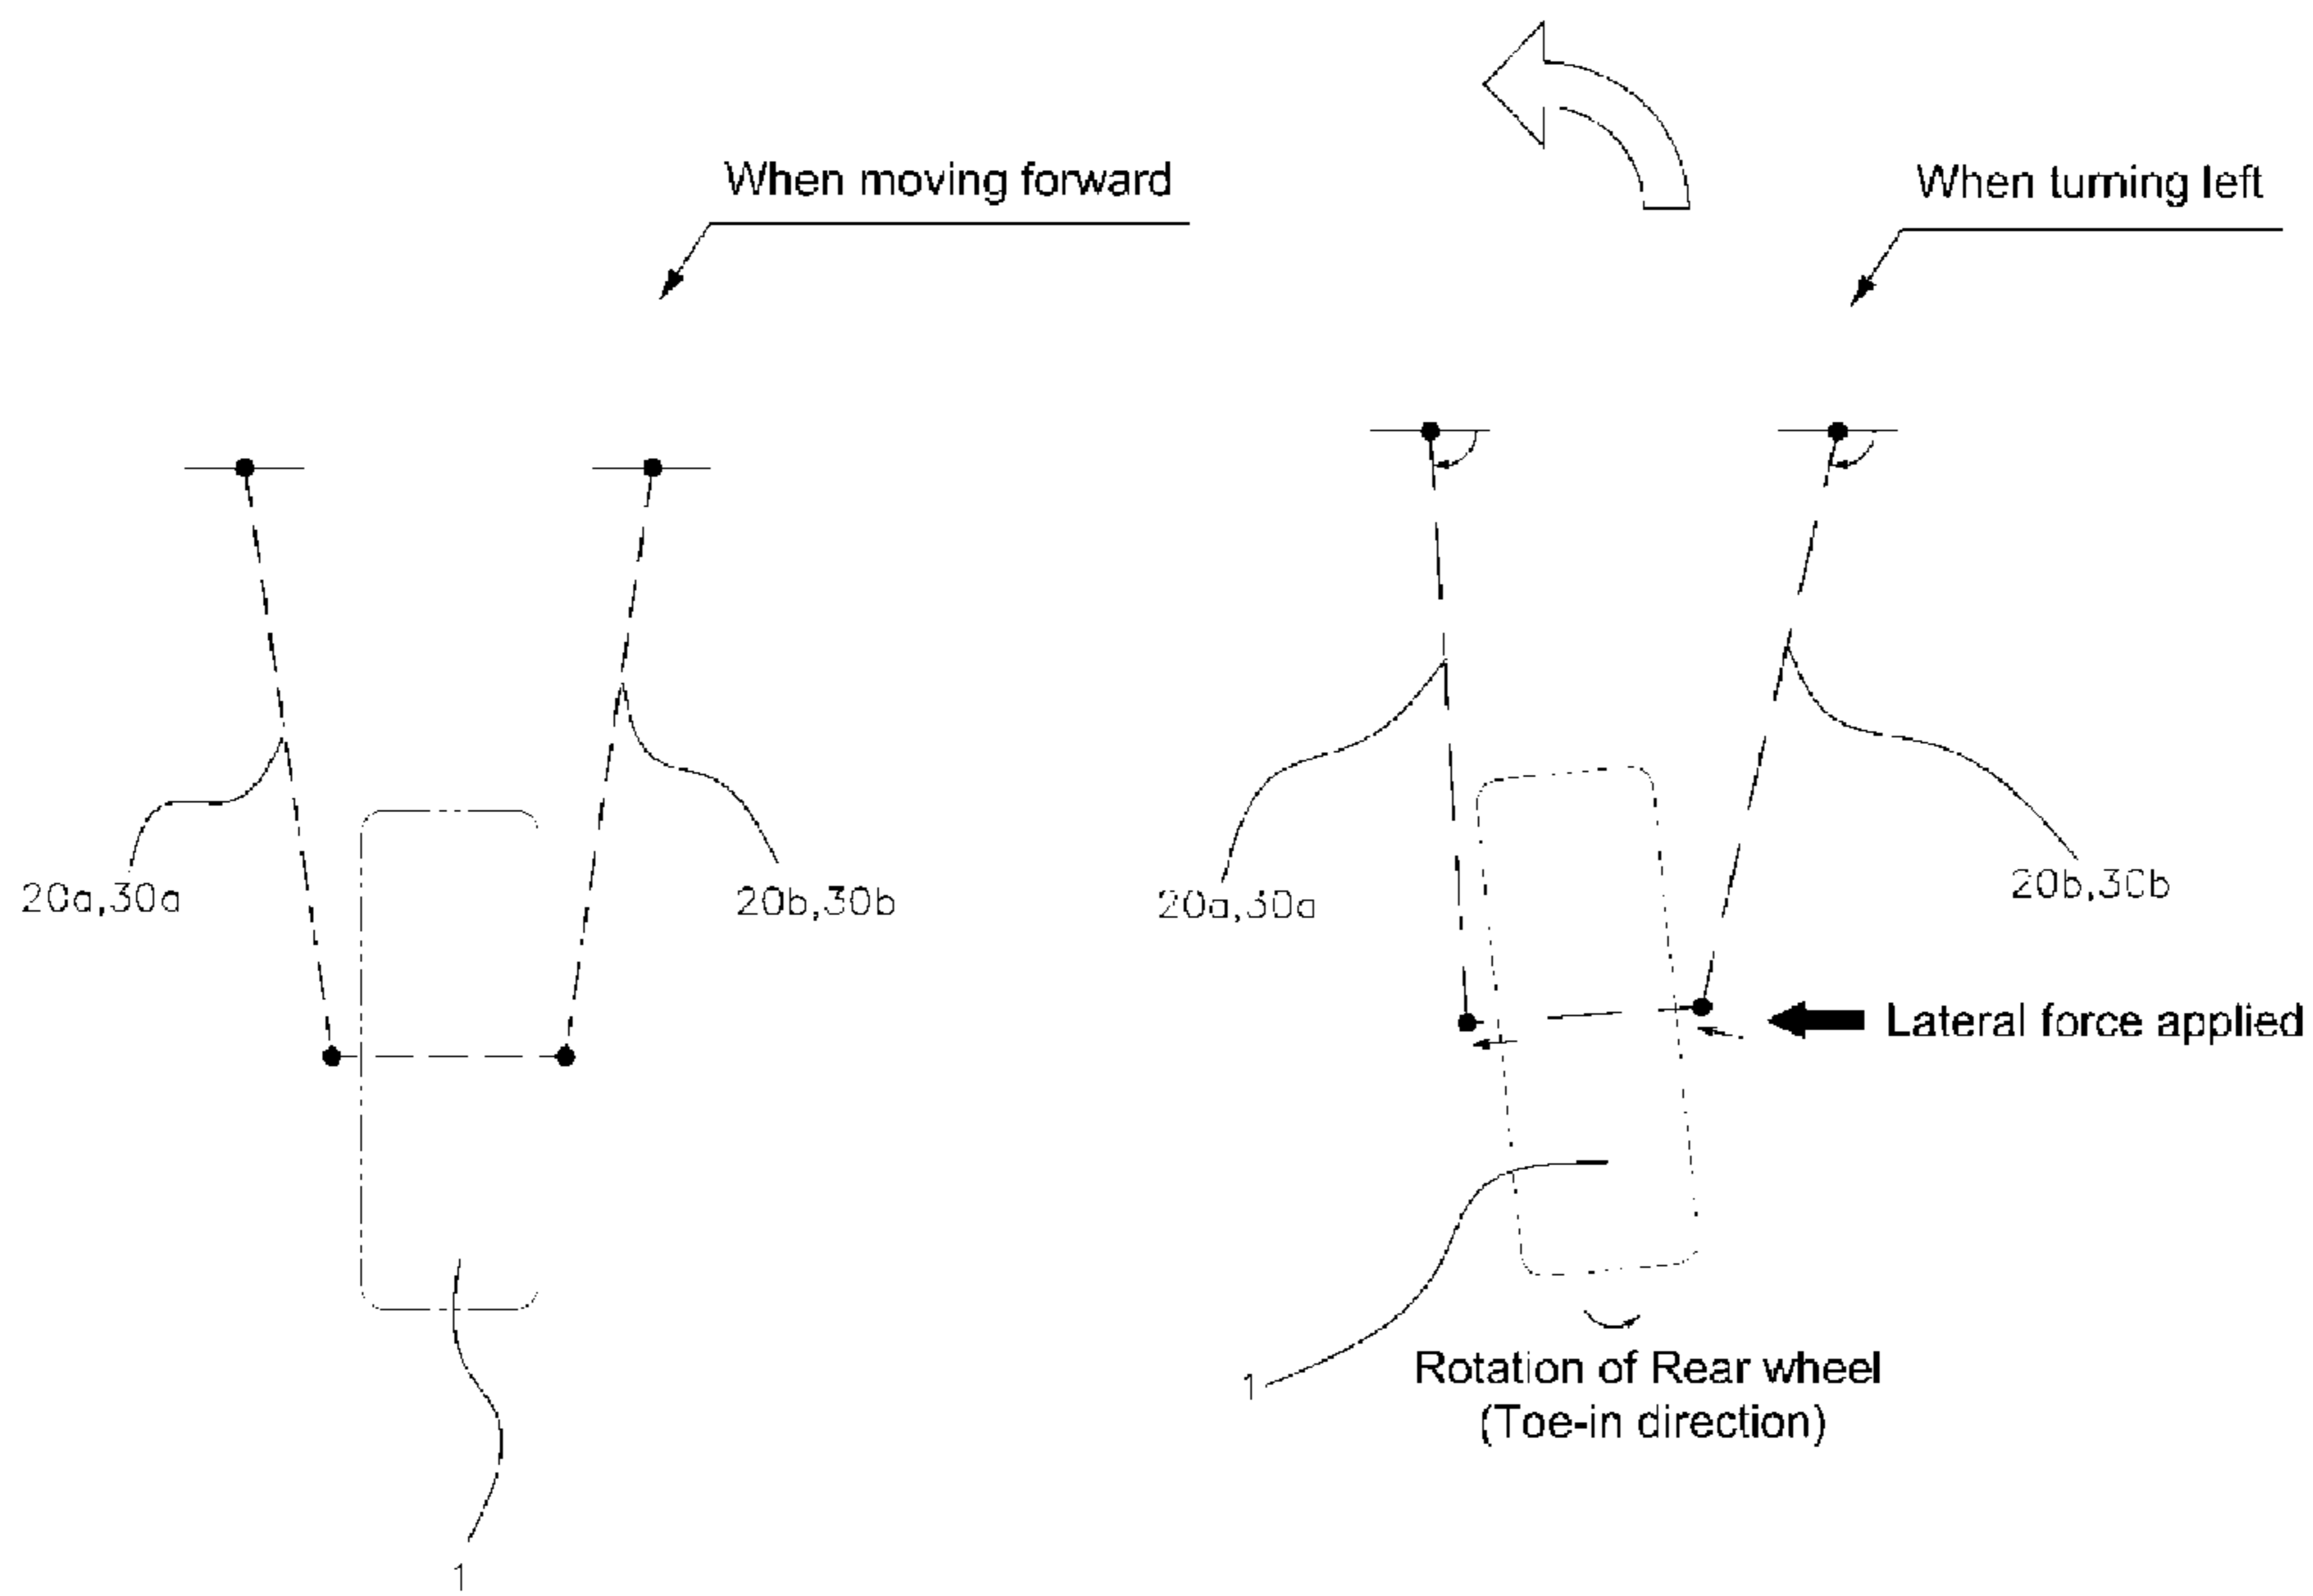 When moving forward
When turning left
20a,30a
20b,30b
20a,30a
20b,30b
Lateral force applied
1
Rotation of Rear wheel
(Toe-in direction)
1